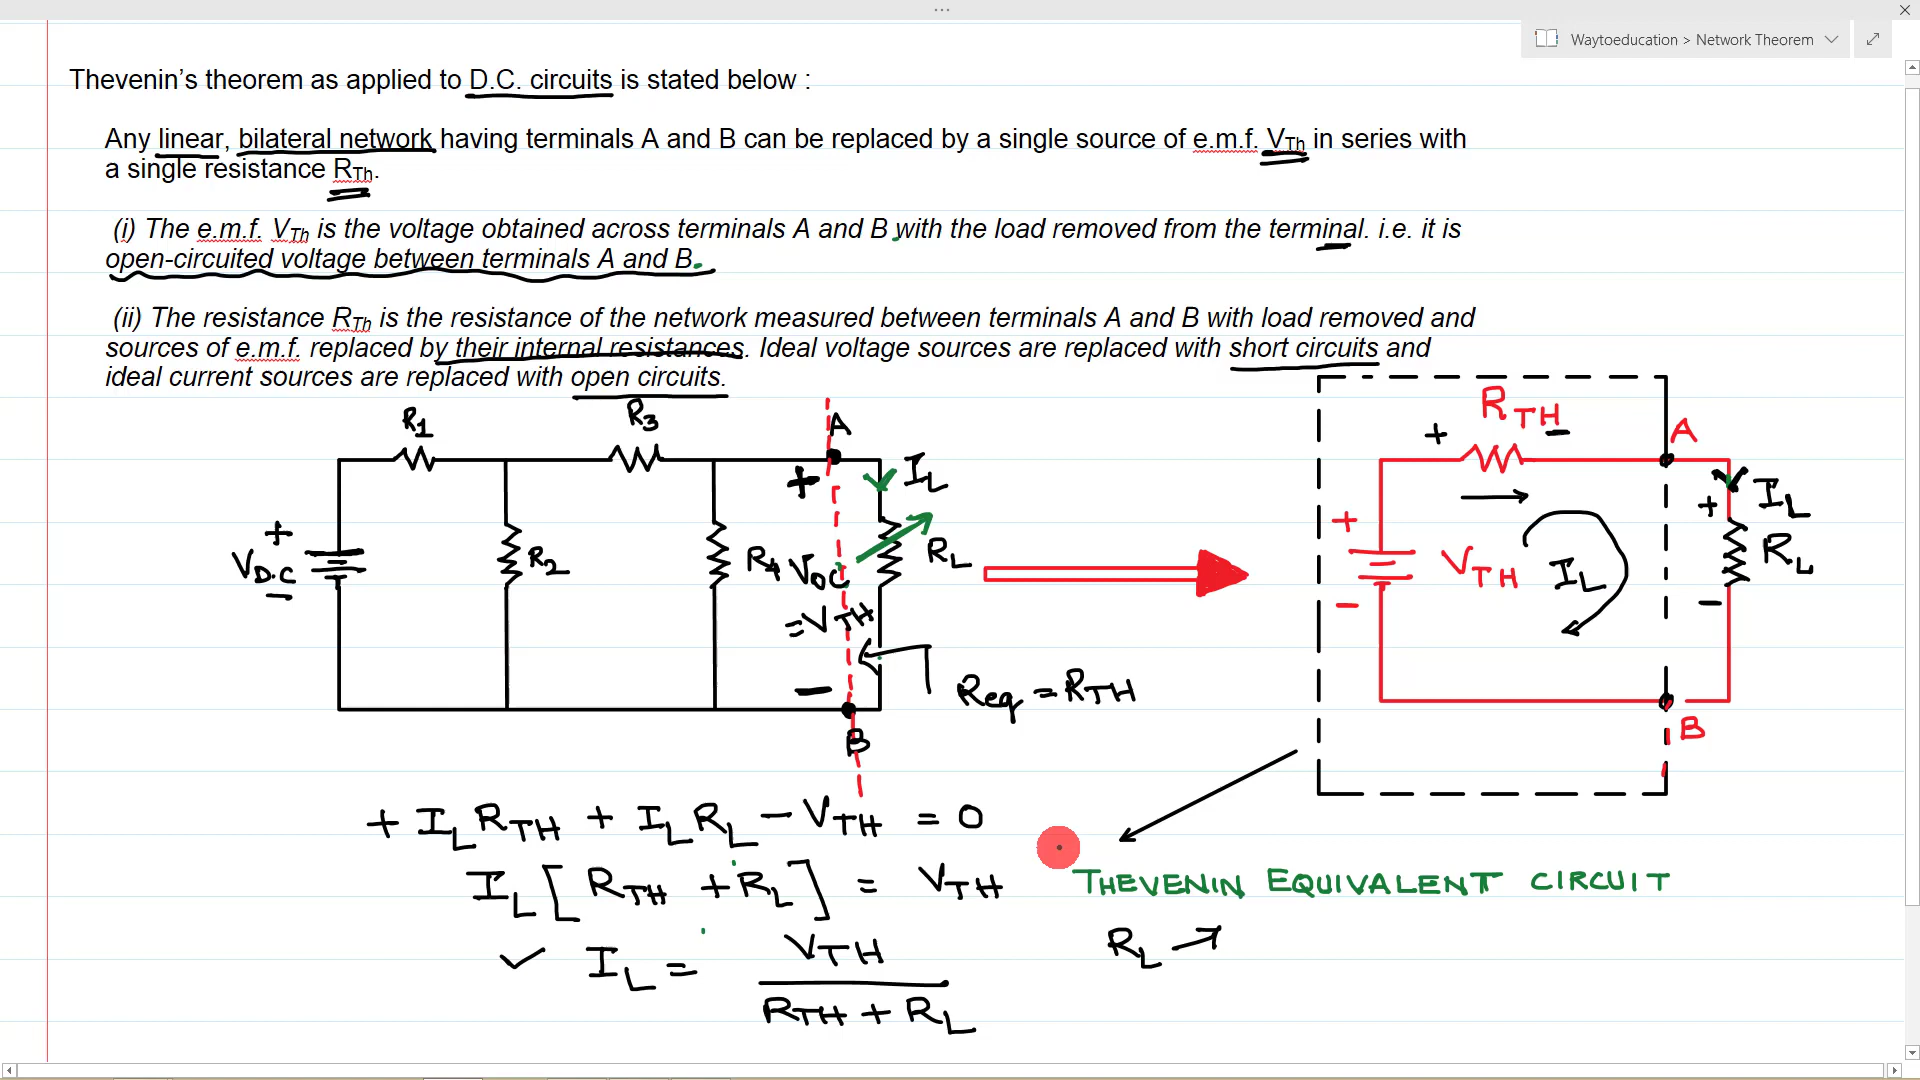 Waytoeducation > Network Theorem
Thevenin's theorem as applied to D.C. circuits is stated below :
Any linear, bilateral network having terminals A and B can be replaced by a single source of e.m.f. VTh in series with
a single resistance RTh.
(i) The e.m.f. VTh is the voltage obtained across terminals A and B with the load removed from the terminal. i.e. it is
open-circuited voltage between terminals A and B.
(ii) The resistance RTh is the resistance of the network measured between terminals A and B with load removed and
sources of e.m.f. replaced by their internal resistances. Ideal voltage sources are replaced with short circuits and
ideal current sources are replaced with open circuits.
R1
R3
A
+
IL
+
VD.C
R2
R4
VOC
= VTH
RL
-
B
Req = RTH
RTH
+
A
+
VTH
-
IL
+
IL
RL
-
B
+ IL RTH + IL RL - VTH = 0
IL [ RTH + RL ] = VTH
✓ IL = VTH
RTH + RL
THEVENIN EQUIVALENT CIRCUIT
RL →